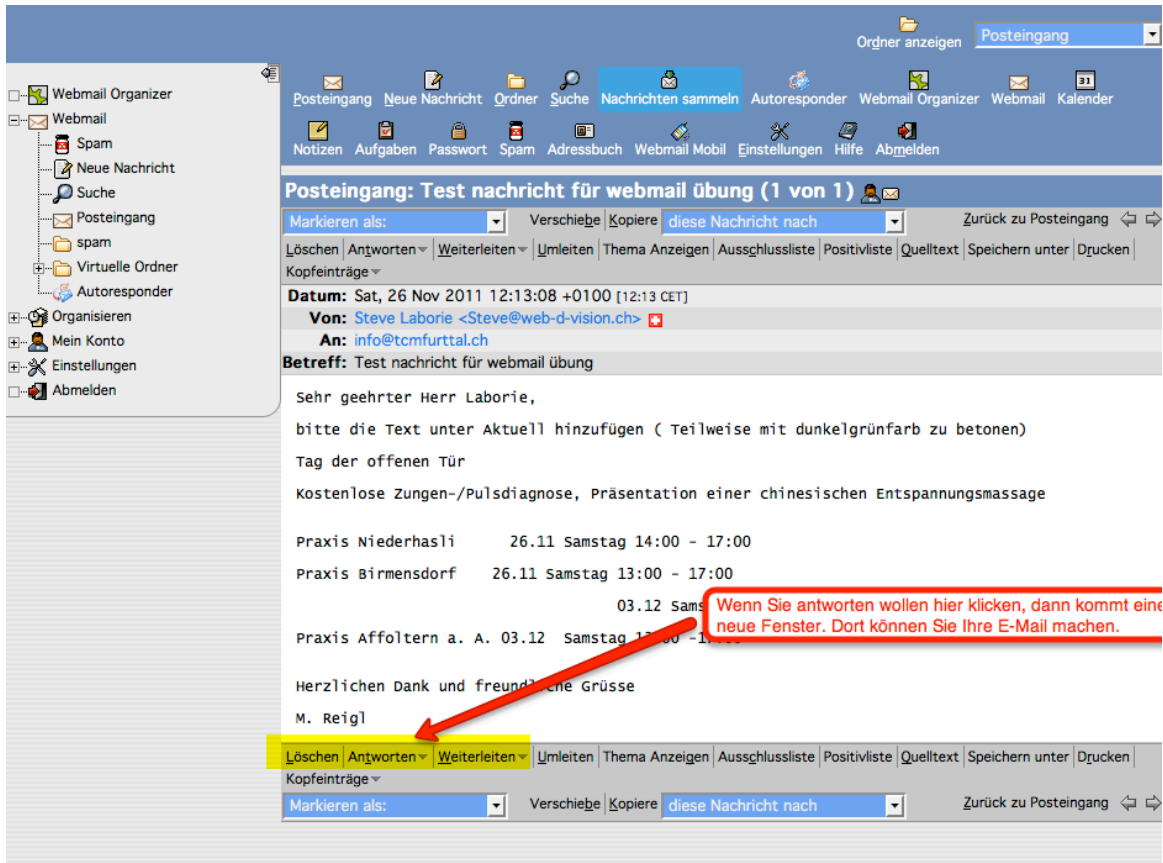 Ordner anzeigen Posteingang
Webmail Organizer
Webmail
Spam
Neue Nachricht
Suche
Posteingang
spam
Virtuelle Ordner
Autoresponder
Organisieren
Mein Konto
Einstellungen
Abmelden
Posteingang Neue Nachricht Ordner Suche Nachrichten sammeln Autoresponder Webmail Organizer Webmail 31 Kalender
Notizen Aufgaben Passwort Spam Adressbuch Webmail Mobil Einstellungen Hilfe Abmelden
Posteingang: Test nachricht für webmail übung (1 von 1)
Markieren als: Verschiebe | Kopiere diese Nachricht nach Zurück zu Posteingang
Löschen | Antworten | Weiterleiten | Umleiten | Thema Anzeigen | Ausschlussliste | Positivliste | Quelltext | Speichern unter | Drucken |
Kopfeinträge
Datum: Sat, 26 Nov 2011 12:13:08 +0100 [12:13 CET]
Von: Steve Laborie <Steve@web-d-vision.ch>
An: info@tcmfurttal.ch
Betreff: Test nachricht für webmail übung
Sehr geehrter Herr Laborie,
bitte die Text unter Aktuell hinzufügen ( Teilweise mit dunkelgrünfarb zu betonen)
Tag der offenen Tür
Kostenlose Zungen-/Pulsdiagnose, Präsentation einer chinesischen Entspannungsmassage
Praxis Niederhasli 26.11 Samstag 14:00 - 17:00
Praxis Birmensdorf 26.11 Samstag 13:00 - 17:00
03.12
Wenn Sie antworten wollen hier klicken, dann kommt eine
neue Fenster. Dort können Sie Ihre E-Mail machen.
Praxis Affoltern a. A. 03.12 Samstag
Herzlichen Dank und freundliche Grüsse
M. Reigl
Löschen | Antworten | Weiterleiten | Umleiten | Thema Anzeigen | Ausschlussliste | Positivliste | Quelltext | Speichern unter | Drucken |
Kopfeinträge
Markieren als: Verschiebe | Kopiere diese Nachricht nach Zurück zu Posteingang